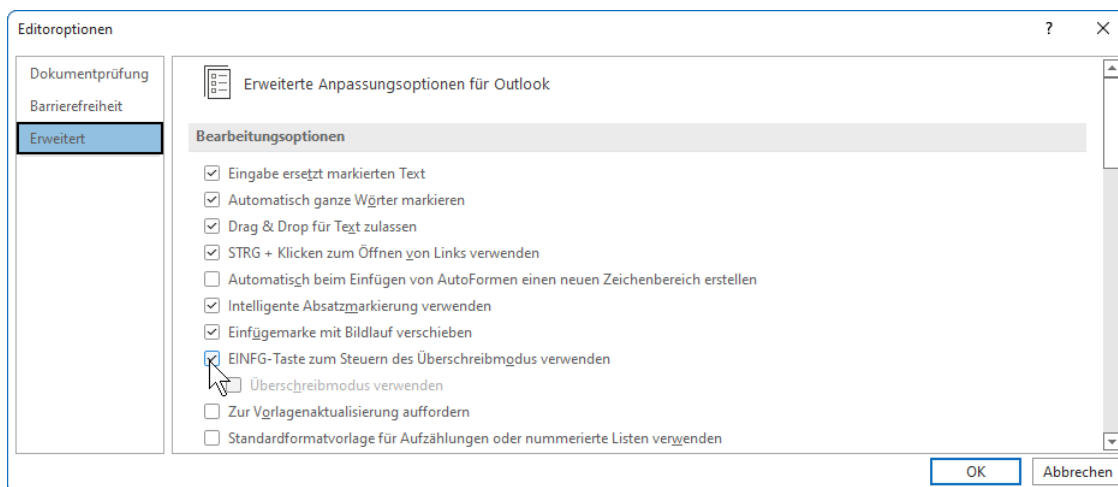 Editoroptionen
?
Dokumentprüfung
Barrierefreiheit
Erweitert
Erweiterte Anpassungsoptionen für Outlook
Bearbeitungsoptionen
Eingabe ersetzt markierten Text
Automatisch ganze Wörter markieren
Drag & Drop für Text zulassen
STRG + Klicken zum Öffnen von Links verwenden
Automatisch beim Einfügen von AutoFormen einen neuen Zeichenbereich erstellen
Intelligente Absatzmarkierung verwenden
Einfügemarke mit Bildlauf verschieben
EINFG-Taste zum Steuern des Überschreibmodus verwenden
Überschreibmodus verwenden
Zur Vorlagenaktualisierung auffordern
Standardformatvorlage für Aufzählungen oder nummerierte Listen verwenden
OK
Abbrechen